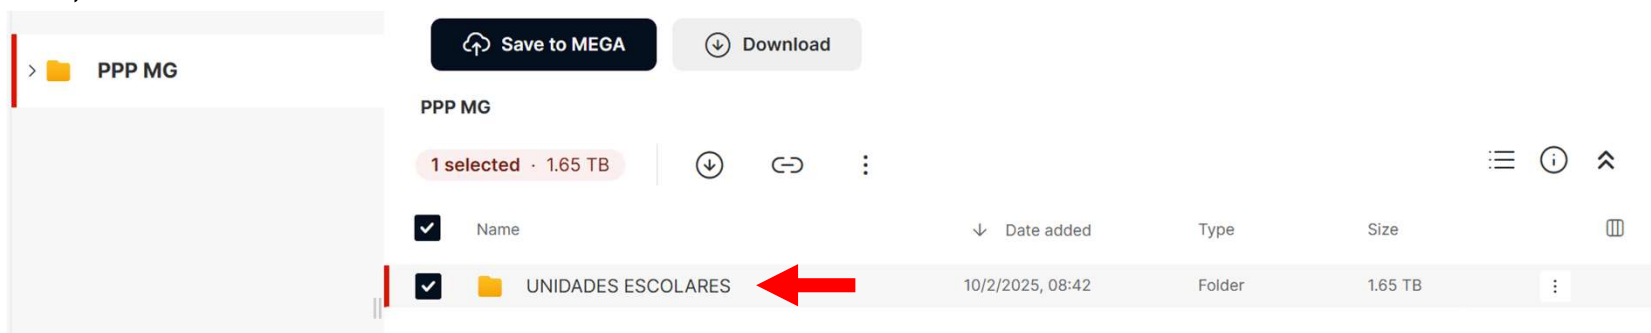 PPP MG
Save to MEGA
Download
PPP MG
1 selected · 1.65 TB
Name
Date added
Type
Size
UNIDADES ESCOLARES
10/2/2025, 08:42
Folder
1.65 TB